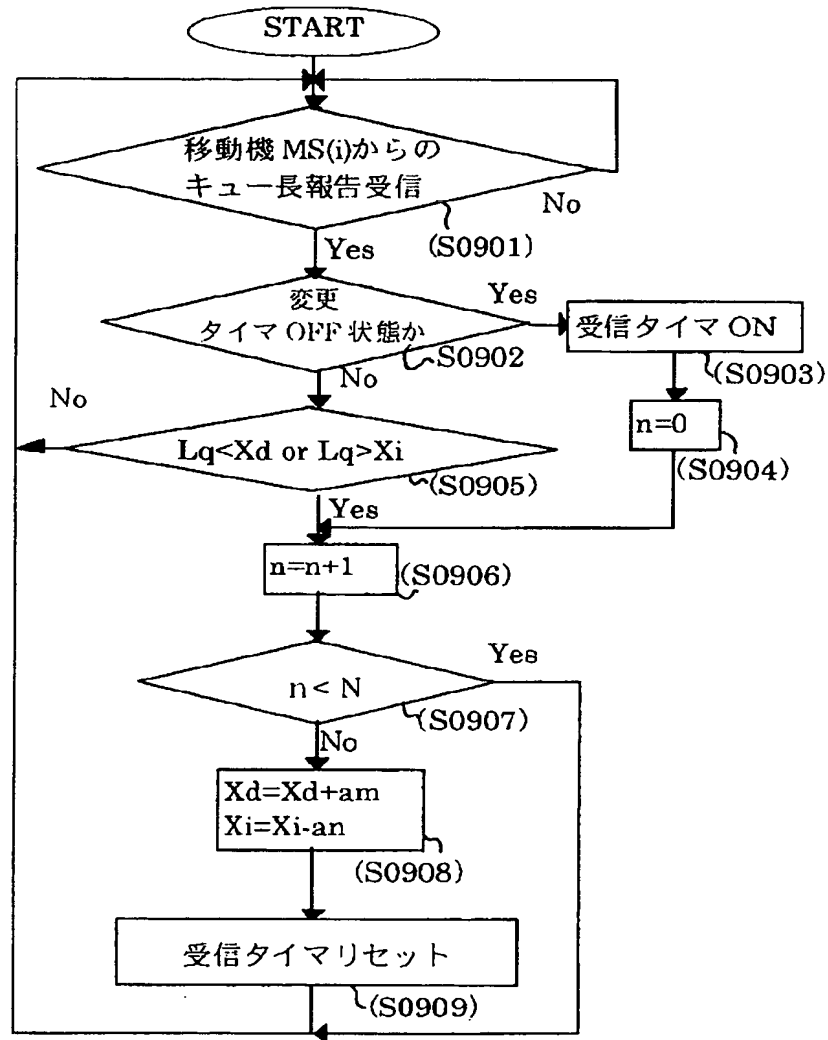 START
移動機 MS(i)からの
キュー長報告受信
No
(S0901)
Yes
変更
タイマ OFF 状態か
Yes
S0902
受信タイマ ON
(S0903)
No
No
n=0
(S0904)
Lq<Xd or Lq>Xi
(S0905)
Yes
n=n+1
(S0906)
Yes
n < N
(S0907)
No
Xd=Xd+am
Xi=Xi-an
(S0908)
受信タイマリセット
(S0909)